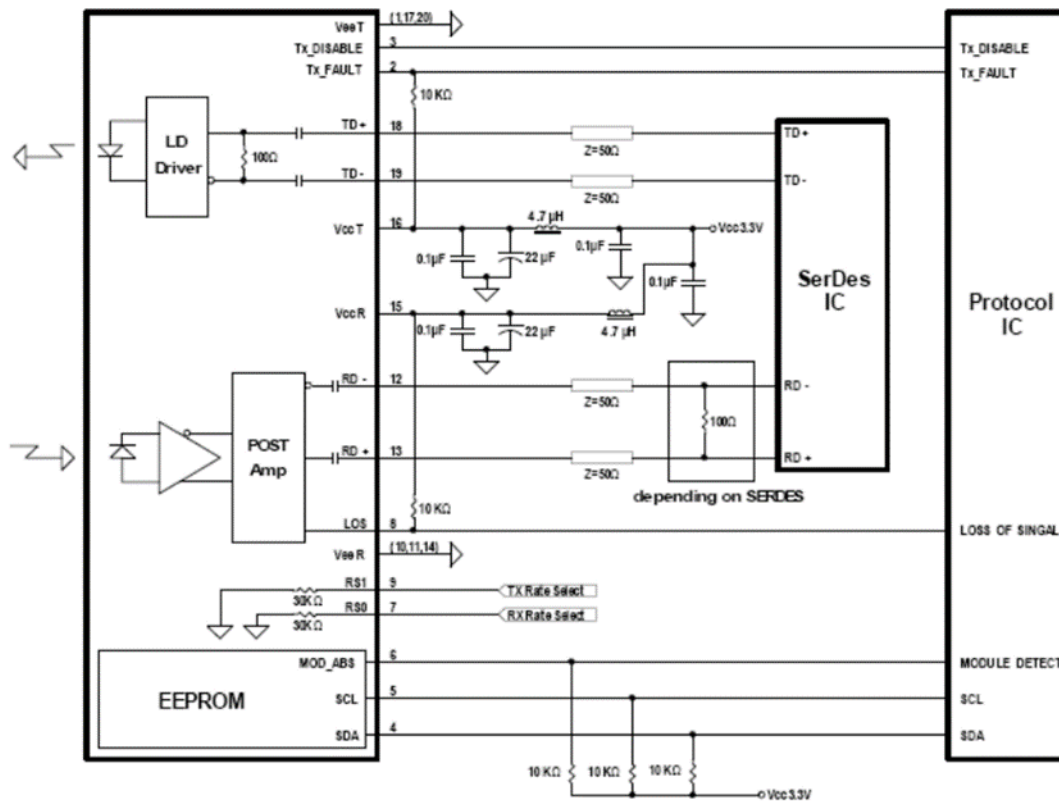 VeeT (1,17,20)
Tx_DISABLE 3 Tx_DISABLE
Tx_FAULT 2 Tx_FAULT
10 KΩ
LD
Driver
100Ω
TD+ 18 Z=50Ω TD+
TD- 19 Z=50Ω TD-
VccT 16 4.7 μH Vcc3.3V
0.1μF 22 μF 0.1μF 0.1μF
VccR 15 4.7 μH
0.1μF 22 μF
SerDes
IC
Protocol
IC
RD - 12 Z=50Ω RD -
100Ω
POST
Amp
RD + 13 Z=50Ω RD +
depending on SERDES
10 KΩ
LOS 8 LOSS OF SINGAL
VeeR (10,11,14)
RS1 9 TX Rate Select
30KΩ
RS0 7 RX Rate Select
30KΩ
EEPROM
MOD_ABS 6 MODULE DETECT
SCL 5 SCL
SDA 4 SDA
10 KΩ 10 KΩ 10 KΩ
Vcc3.3V